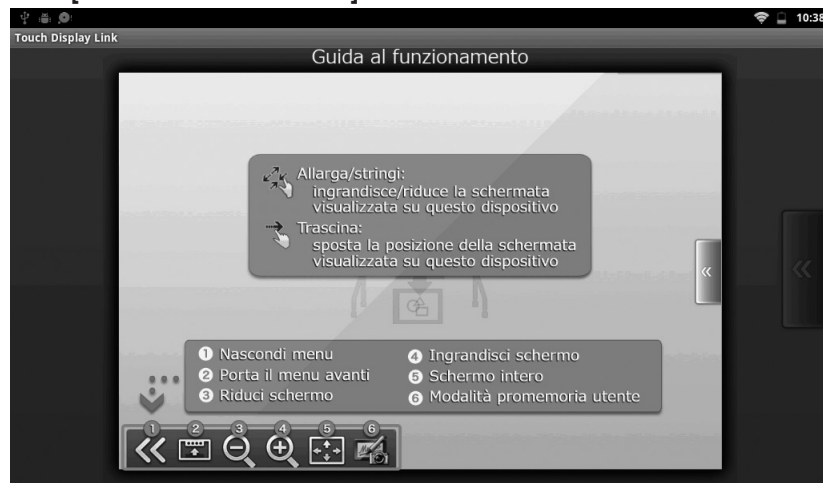 10:38
Touch Display Link
Guida al funzionamento
Allarga/stringi:
ingrandisce/riduce la schermata
visualizzata su questo dispositivo
Trascina:
sposta la posizione della schermata
visualizzata su questo dispositivo
1 Nascondi menu
2 Porta il menu avanti
3 Riduci schermo
4 Ingrandisci schermo
5 Schermo intero
6 Modalità promemoria utente
1 2 3 4 5 6